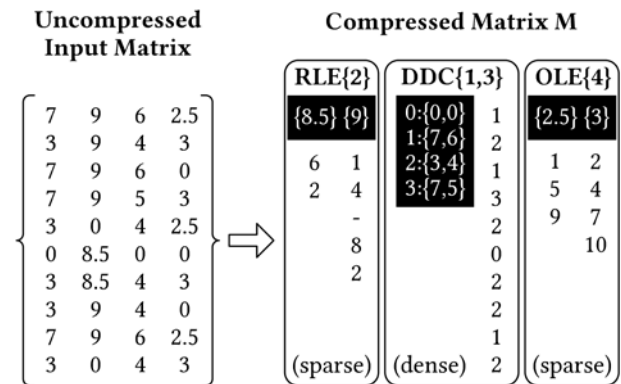 Uncompressed
Input Matrix
7 9 6 2.5
3 9 4 3
7 9 6 0
7 9 5 3
3 0 4 2.5
0 8.5 0 0
3 8.5 4 3
3 9 4 0
7 9 6 2.5
3 0 4 3
Compressed Matrix M
RLE{2}
{8.5} {9}
6 1
2 4
-
8
2
(sparse)
DDC{1,3}
0:{0,0} 1
1:{7,6} 2
2:{3,4} 1
3:{7,5} 3
2
0
2
2
1
(dense) 2
OLE{4}
{2.5} {3}
1 2
5 4
9 7
10
(sparse)